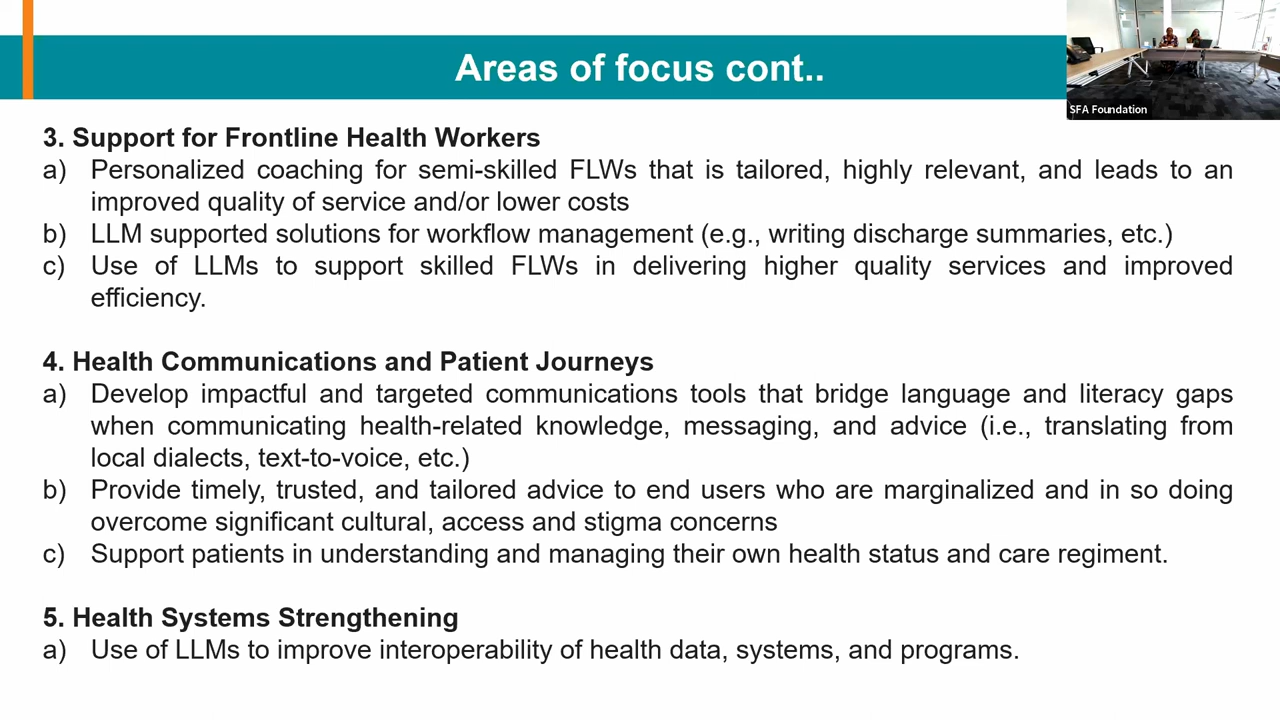 Areas of focus cont..
SFA Foundation
3. Support for Frontline Health Workers
a) Personalized coaching for semi-skilled FLWs that is tailored, highly relevant, and leads to an
improved quality of service and/or lower costs
b) LLM supported solutions for workflow management (e.g., writing discharge summaries, etc.)
c) Use of LLMs to support skilled FLWs in delivering higher quality services and improved
efficiency.
4. Health Communications and Patient Journeys
a) Develop impactful and targeted communications tools that bridge language and literacy gaps
when communicating health-related knowledge, messaging, and advice (i.e., translating from
local dialects, text-to-voice, etc.)
b) Provide timely, trusted, and tailored advice to end users who are marginalized and in so doing
overcome significant cultural, access and stigma concerns
c) Support patients in understanding and managing their own health status and care regiment.
5. Health Systems Strengthening
a) Use of LLMs to improve interoperability of health data, systems, and programs.